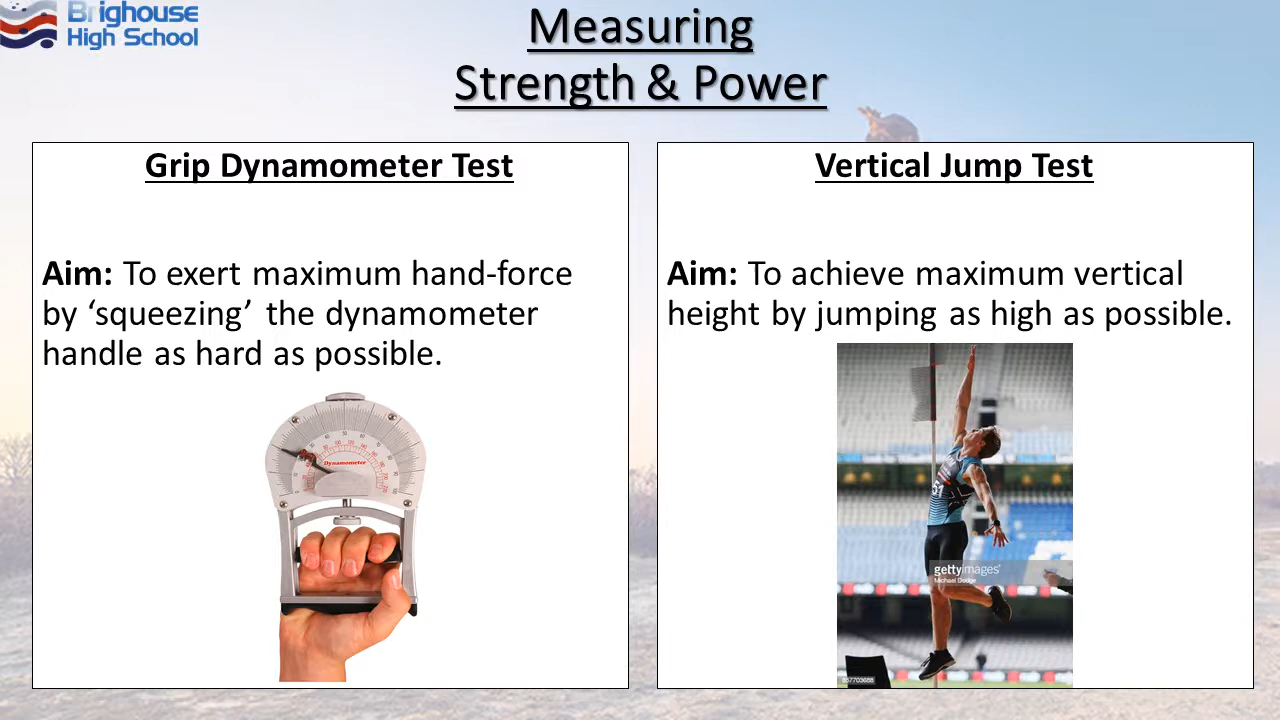 Brighouse
High School
Measuring
Strength & Power
Grip Dynamometer Test
Aim: To exert maximum hand-force
by ‘squeezing’ the dynamometer
handle as hard as possible.
Dynamometer
Vertical Jump Test
Aim: To achieve maximum vertical
height by jumping as high as possible.
51
gettyimages®
Michael Dodge